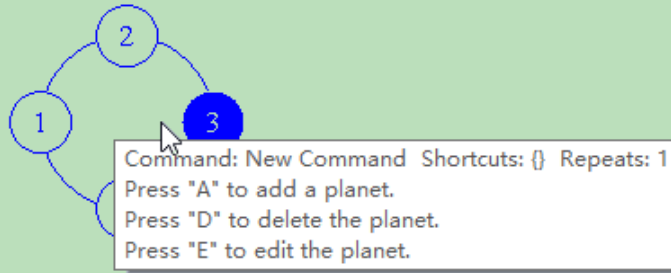 2
1
3
Command: New Command  Shortcuts: {}  Repeats: 1
Press "A" to add a planet.
Press "D" to delete the planet.
Press "E" to edit the planet.